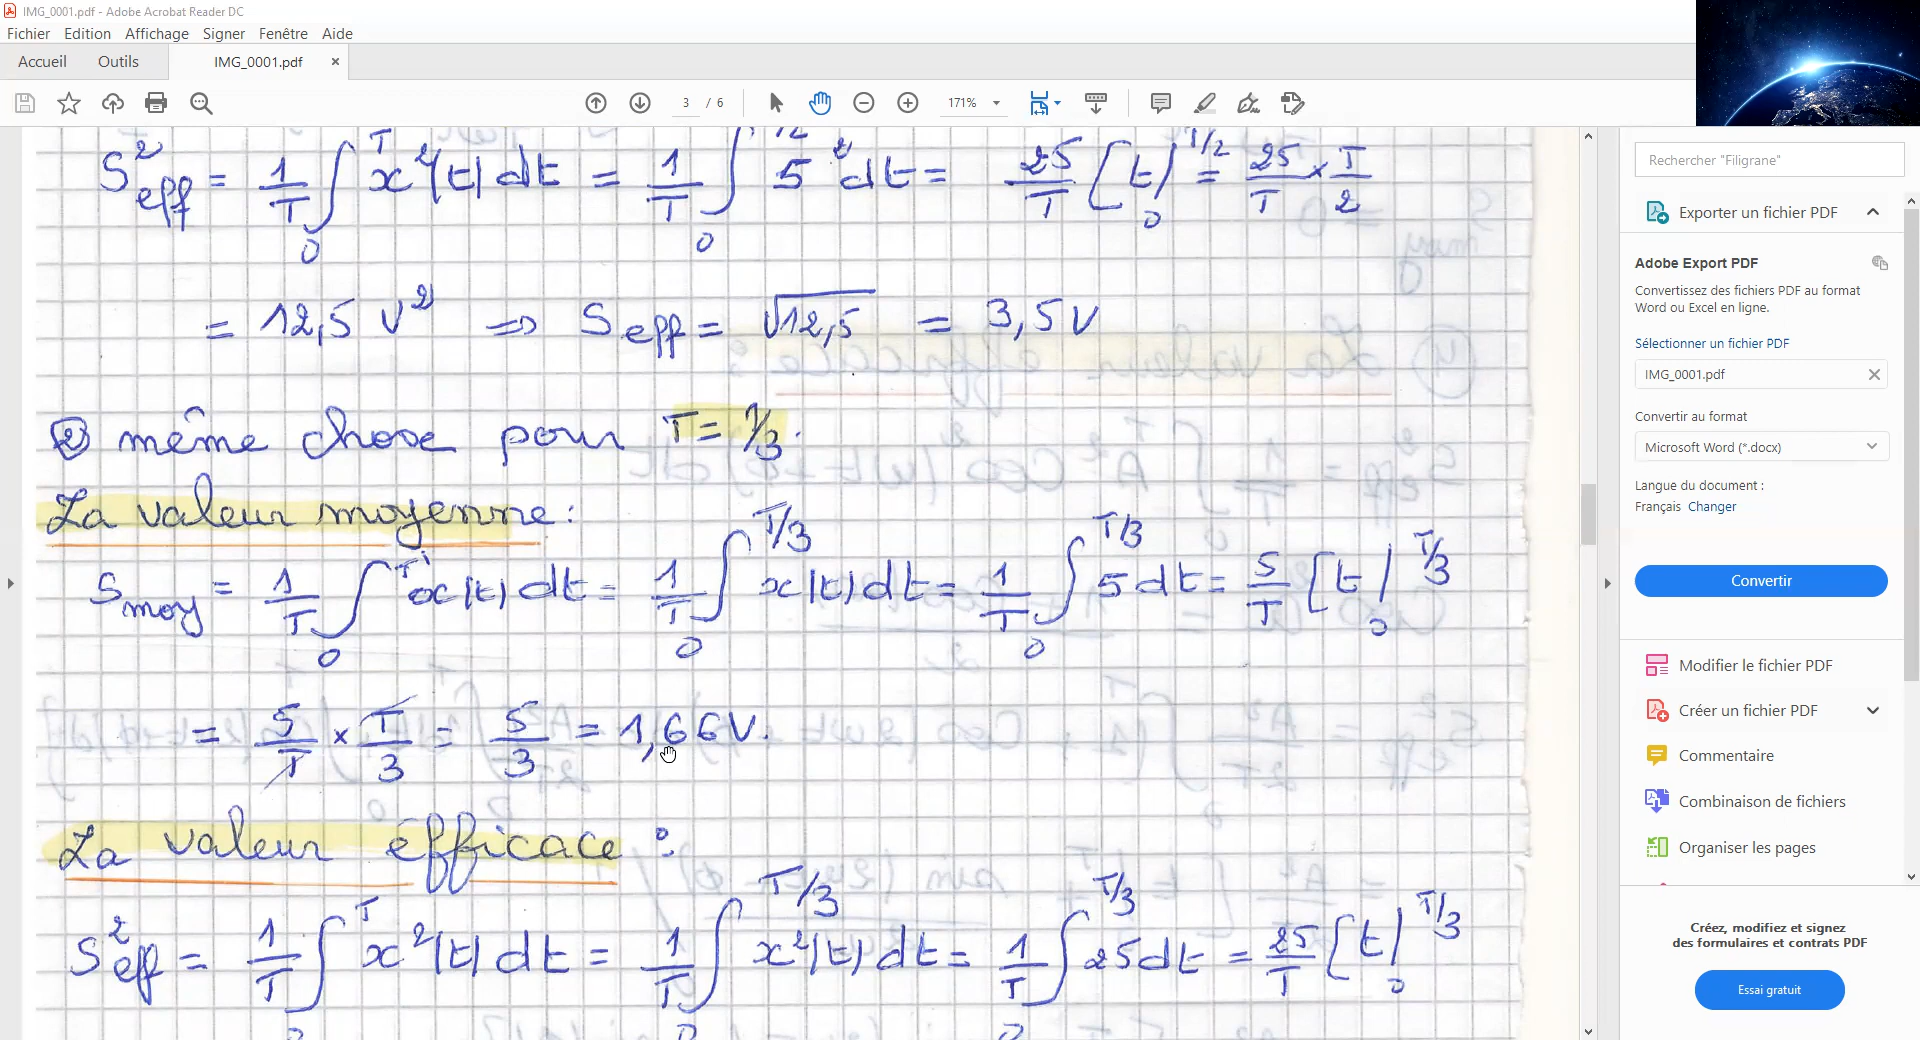 IMG_0001.pdf - Adobe Acrobat Reader DC
Fichier Edition Affichage Signer Fenêtre Aide
Accueil Outils IMG_0001.pdf ×
3 / 6 171%
S²eff = 1/T ∫₀ᵀ x²(t) dt = 1/T ∫₀^T/2 5² dt = 25/T [t]₀^T/2 = 25/T × T/2
= 12,5 V² => Seff = √12,5 = 3,5V
② même chose pour T = 1/3.
La valeur moyenne :
Smoy = 1/T ∫₀ᵀ x(t) dt = 1/T ∫₀^T/3 x(t) dt = 1/T ∫₀^T/3 5 dt = 5/T [t]₀^T/3
= 5/T × T/3 = 5/3 = 1,66V.
La valeur efficace :
S²eff = 1/T ∫₀ᵀ x²(t) dt = 1/T ∫₀^T/3 x²(t) dt = 1/T ∫₀^T/3 25 dt = 25/T [t]₀^T/3
Rechercher "Filigrane"
Exporter un fichier PDF
Adobe Export PDF
Convertissez des fichiers PDF au format
Word ou Excel en ligne.
Sélectionner un fichier PDF
IMG_0001.pdf
Convertir au format
Microsoft Word (*.docx)
Langue du document :
Français Changer
Convertir
Modifier le fichier PDF
Créer un fichier PDF
Commentaire
Combinaison de fichiers
Organiser les pages
Créez, modifiez et signez
des formulaires et contrats PDF
Essai gratuit